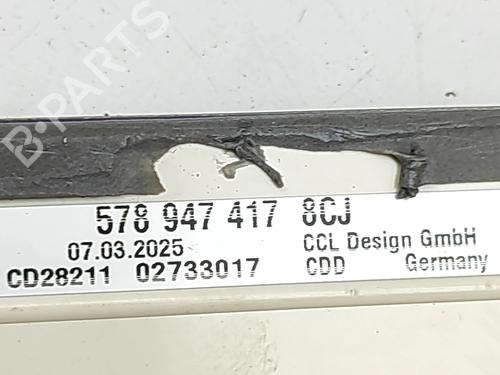 B-PARTS
578 947 417 8CJ
07.03.2025 CCL Design GmbH
CD28211 02733017 CDD Germany